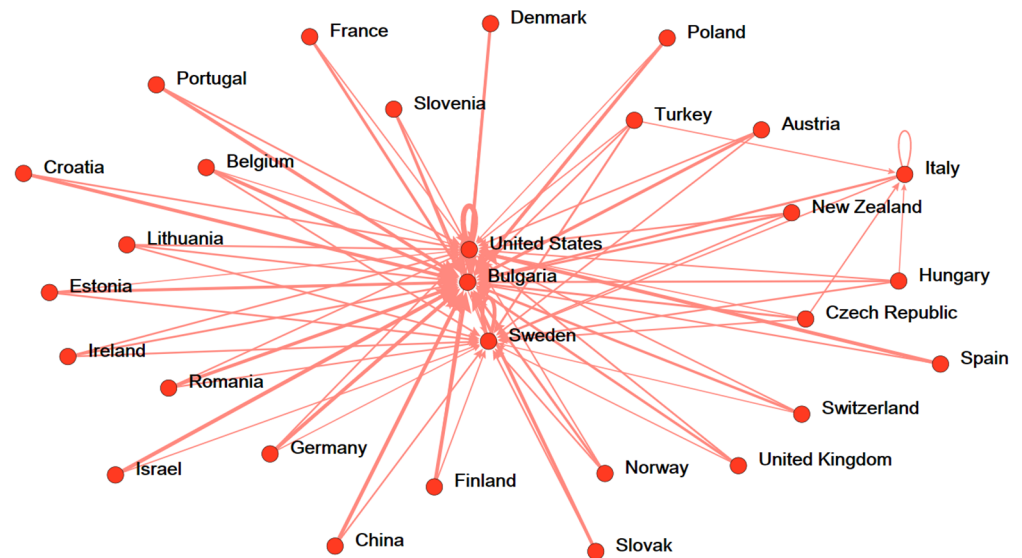 Denmark
France
Poland
Portugal
Slovenia
Turkey
Austria
Belgium
Croatia
Italy
New Zealand
Lithuania
United States
Bulgaria
Hungary
Estonia
Czech Republic
Sweden
Ireland
Spain
Romania
Switzerland
Germany
United Kingdom
Israel
Norway
Finland
China
Slovak